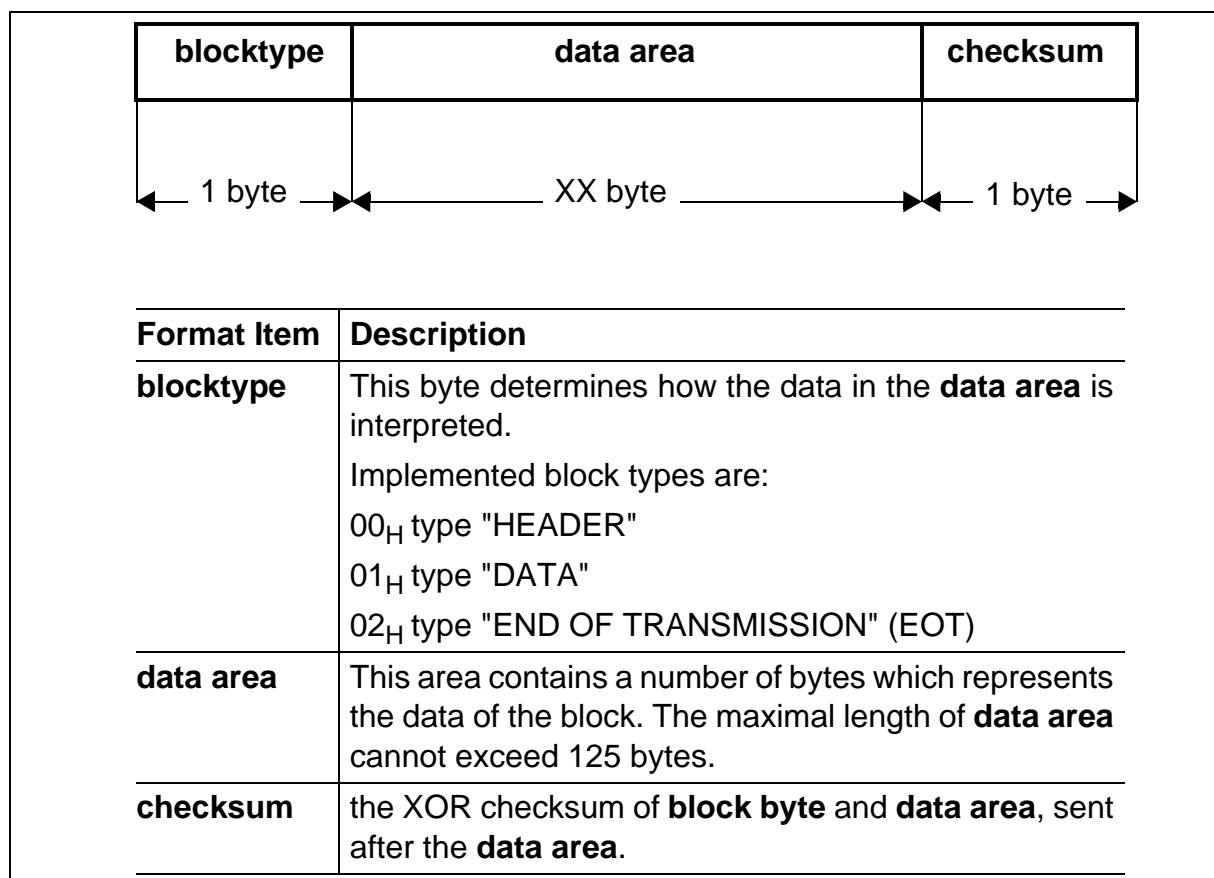 blocktype data area checksum
1 byte XX byte 1 byte
Format Item Description
blocktype This byte determines how the data in the data area is
interpreted.
Implemented block types are:
00H type "HEADER"
01H type "DATA"
02H type "END OF TRANSMISSION" (EOT)
data area This area contains a number of bytes which represents
the data of the block. The maximal length of data area
cannot exceed 125 bytes.
checksum the XOR checksum of block byte and data area, sent
after the data area.